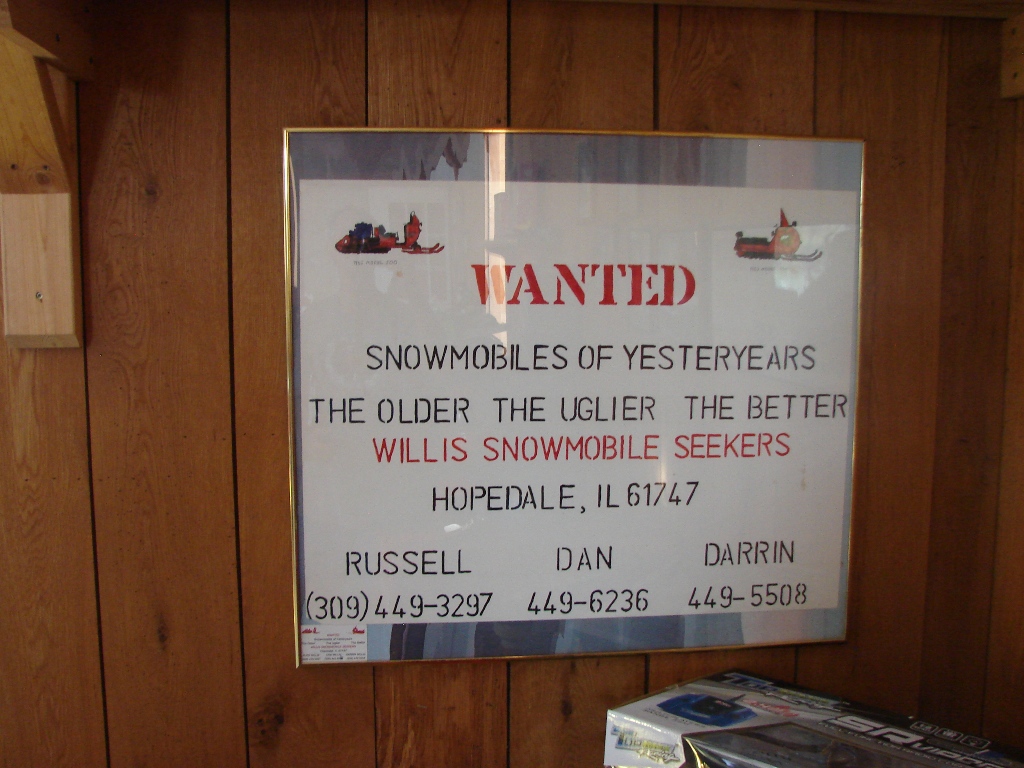 WANTED
SNOWMOBILES OF YESTERYEARS
THE OLDER THE UGLIER THE BETTER
WILLIS SNOWMOBILE SEEKERS
HOPEDALE, IL 61747
RUSSELL DAN DARRIN
(309) 449-3297 449-6236 449-5508